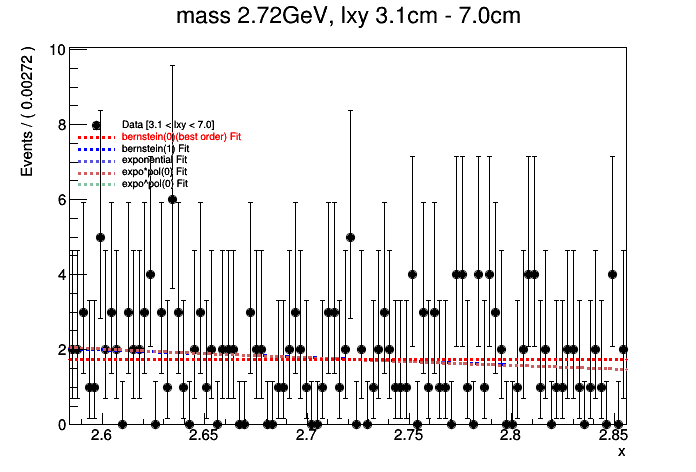 mass 2.72GeV, lxy 3.1cm - 7.0cm
Events / ( 0.00272 )
10
8
6
4
2
0
Data [3.1 < lxy < 7.0]
bernstein(0)(best order) Fit
bernstein(1) Fit
exponential Fit
expo*pol(0) Fit
expo^pol(0) Fit
2.6 2.65 2.7 2.75 2.8 2.85
x